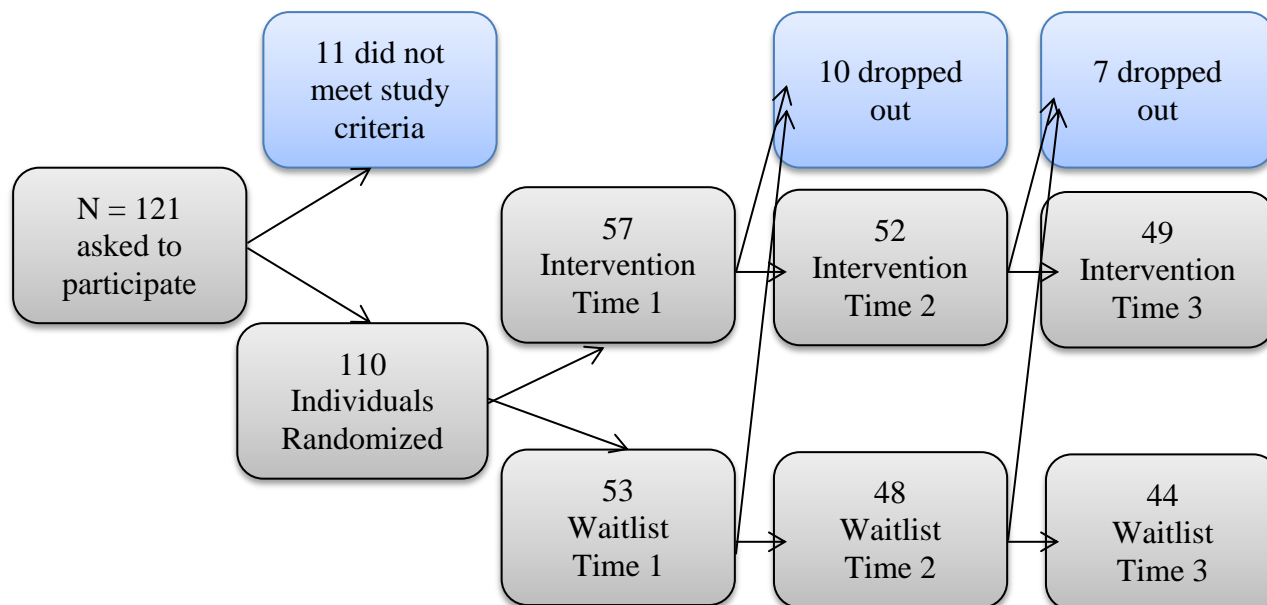 11 did not
meet study
criteria
10 dropped
out
7 dropped
out
N = 121
asked to
participate
57
Intervention
Time 1
52
Intervention
Time 2
49
Intervention
Time 3
110
Individuals
Randomized
53
Waitlist
Time 1
48
Waitlist
Time 2
44
Waitlist
Time 3